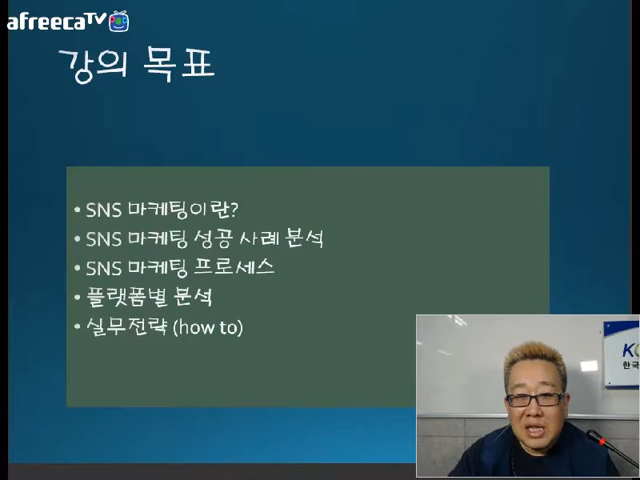 afreecaTV
강의 목표
• SNS 마케팅이란?
• SNS 마케팅 성공 사례 분석
• SNS 마케팅 프로세스
• 플랫폼별 분석
• 실무전략 (how to)
한국